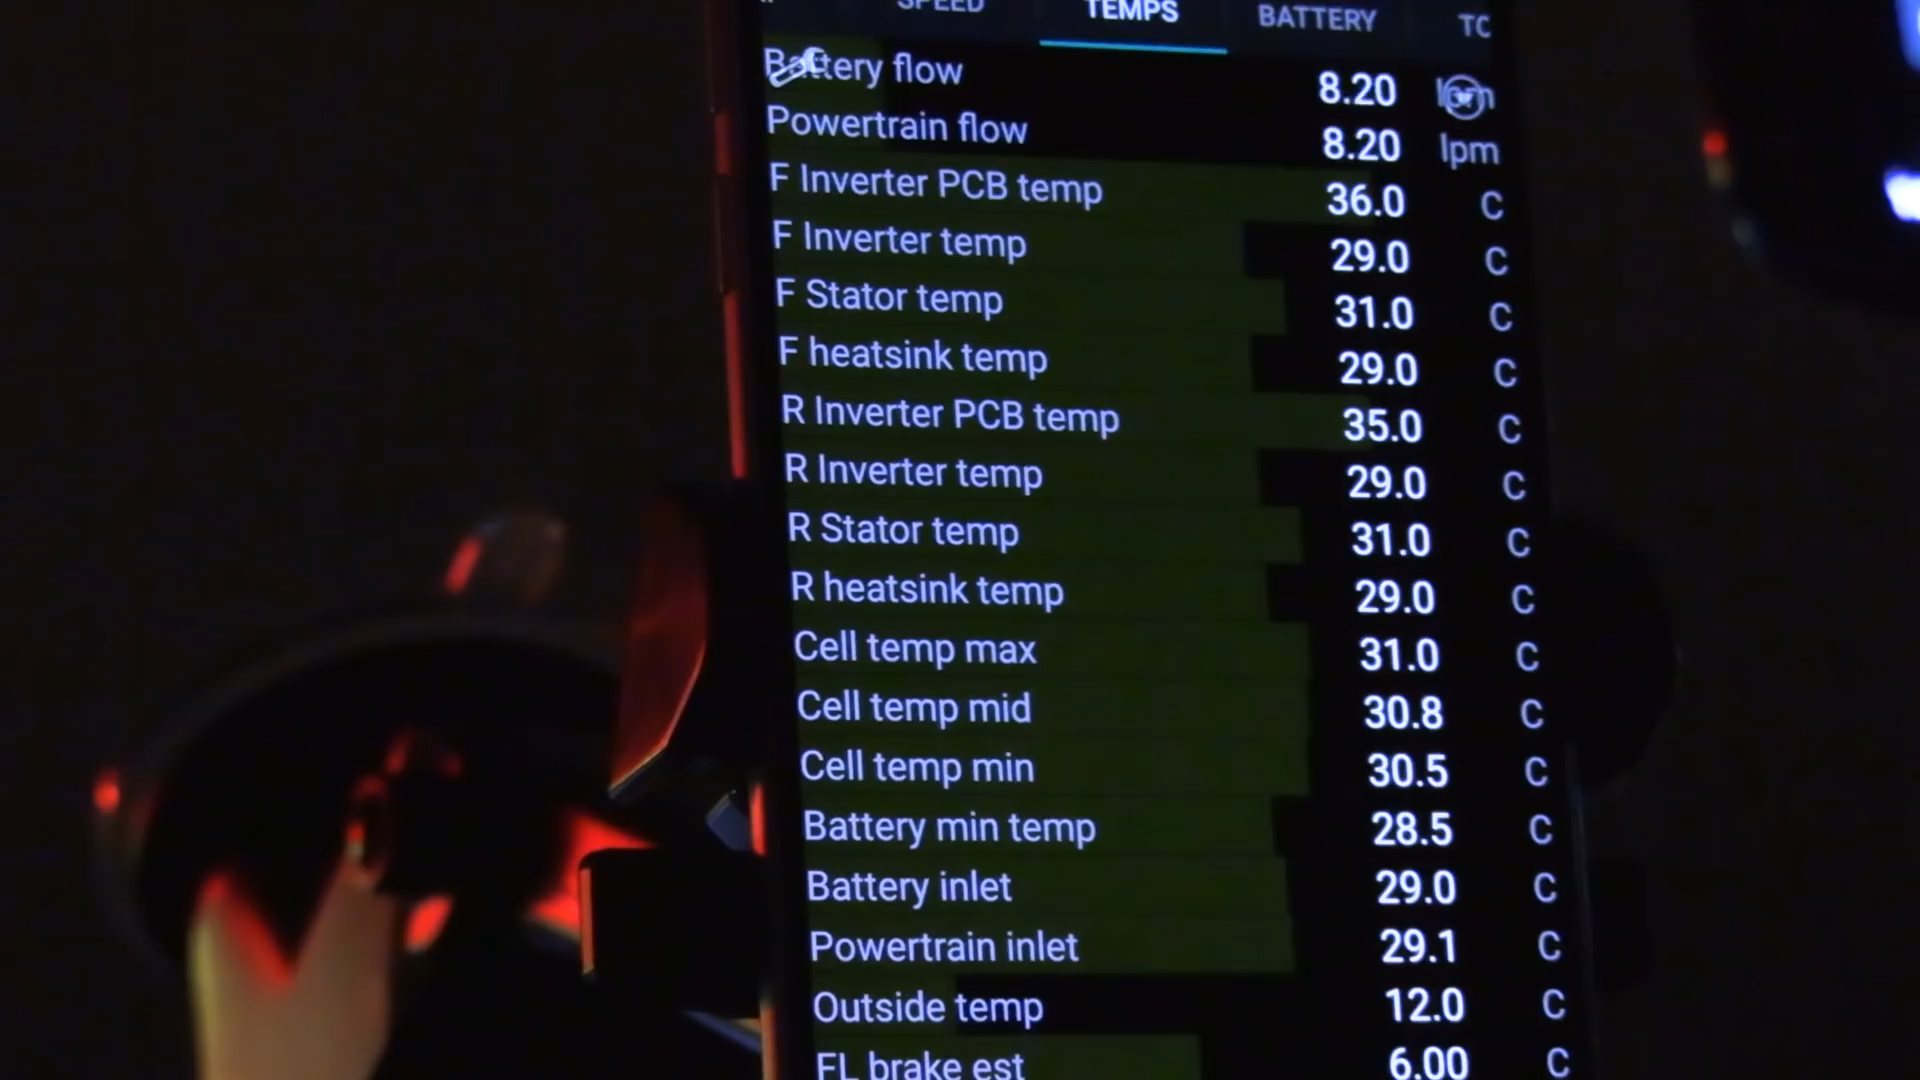 SPEED TEMPS BATTERY TC
Battery flow 8.20 lpm
Powertrain flow 8.20 lpm
F Inverter PCB temp 36.0 C
F Inverter temp 29.0 C
F Stator temp 31.0 C
F heatsink temp 29.0 C
R Inverter PCB temp 35.0 C
R Inverter temp 29.0 C
R Stator temp 31.0 C
R heatsink temp 29.0 C
Cell temp max 31.0 C
Cell temp mid 30.8 C
Cell temp min 30.5 C
Battery min temp 28.5 C
Battery inlet 29.0 C
Powertrain inlet 29.1 C
Outside temp 12.0 C
FL brake est 6.00 C